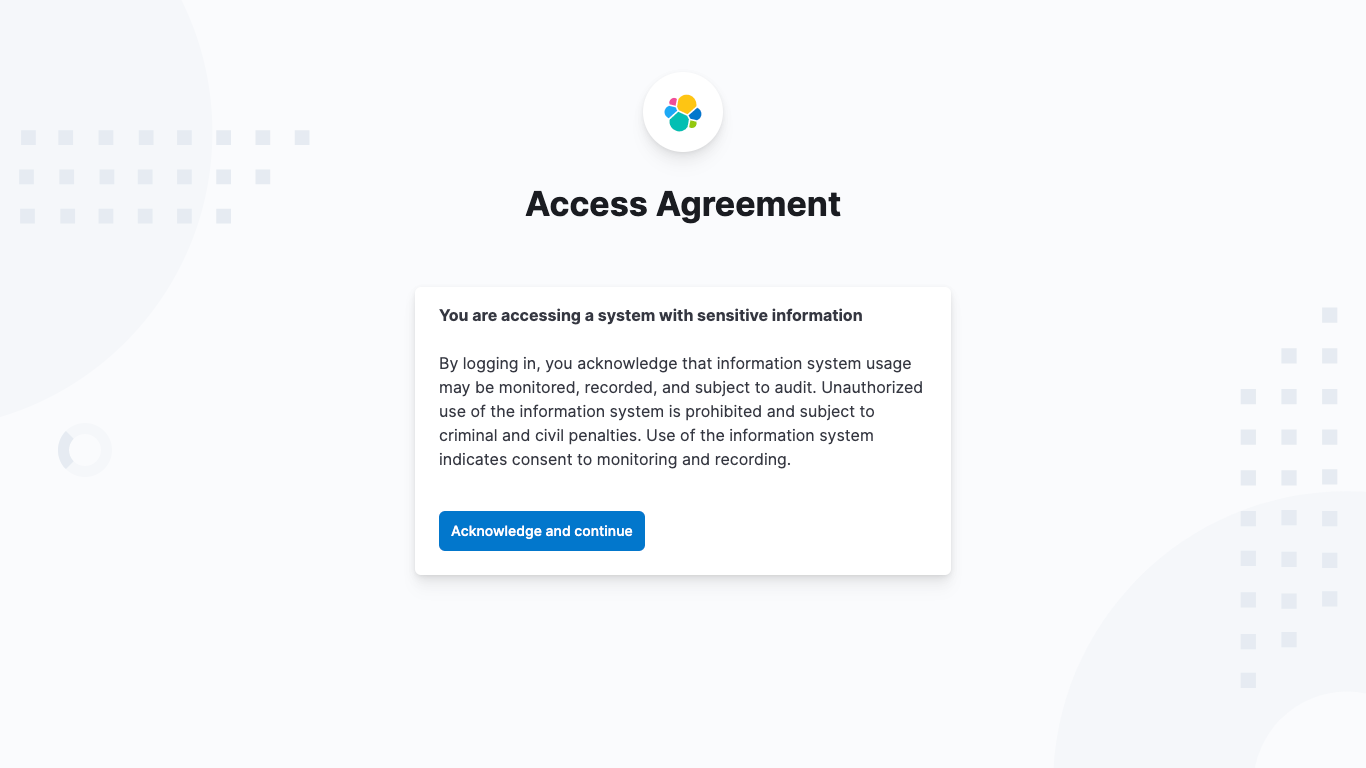 Access Agreement
You are accessing a system with sensitive information
By logging in, you acknowledge that information system usage
may be monitored, recorded, and subject to audit. Unauthorized
use of the information system is prohibited and subject to
criminal and civil penalties. Use of the information system
indicates consent to monitoring and recording.
Acknowledge and continue